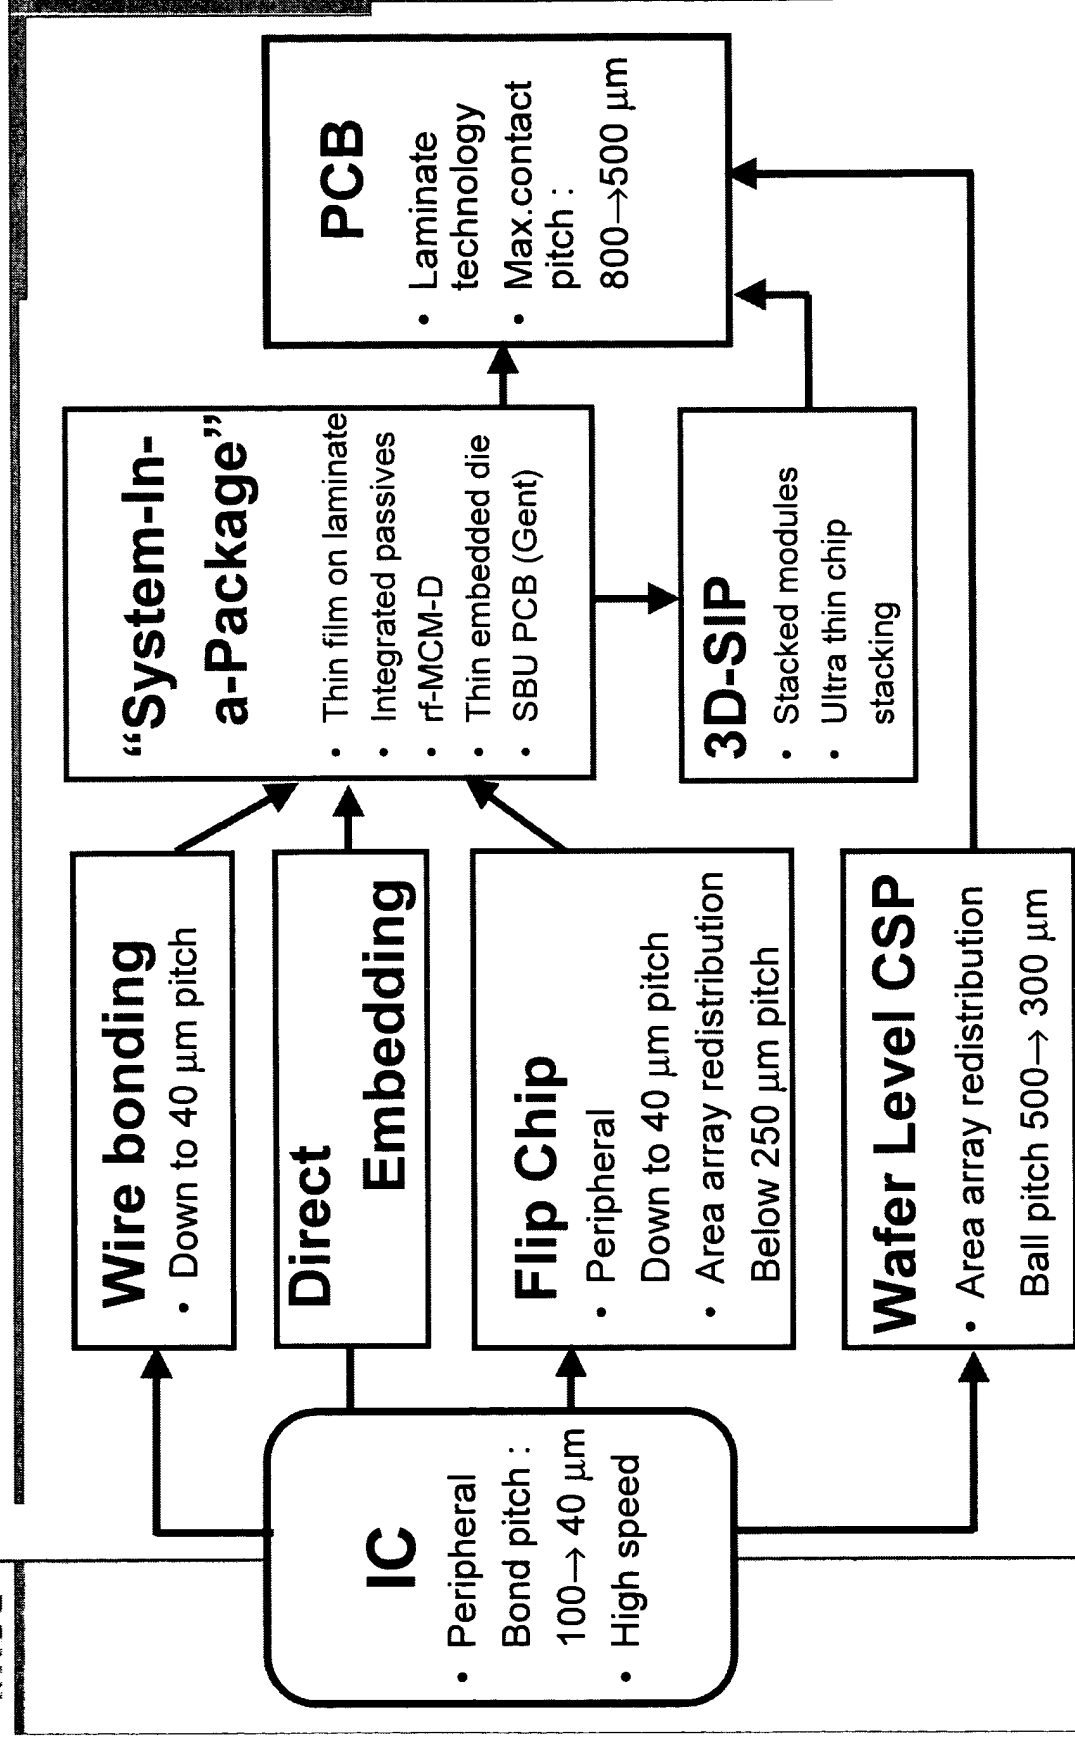 IC
• Peripheral
Bond pitch :
100→ 40 μm
• High speed
Wire bonding
• Down to 40 μm pitch
Direct
Embedding
Flip Chip
• Peripheral
Down to 40 μm pitch
• Area array redistribution
Below 250 μm pitch
Wafer Level CSP
• Area array redistribution
Ball pitch 500→ 300 μm
“System-In-
a-Package”
• Thin film on laminate
• Integrated passives
• rf-MCM-D
• Thin embedded die
• SBU PCB (Gent)
3D-SIP
• Stacked modules
• Ultra thin chip
stacking
PCB
• Laminate
technology
• Max.contact
pitch :
800→500 μm